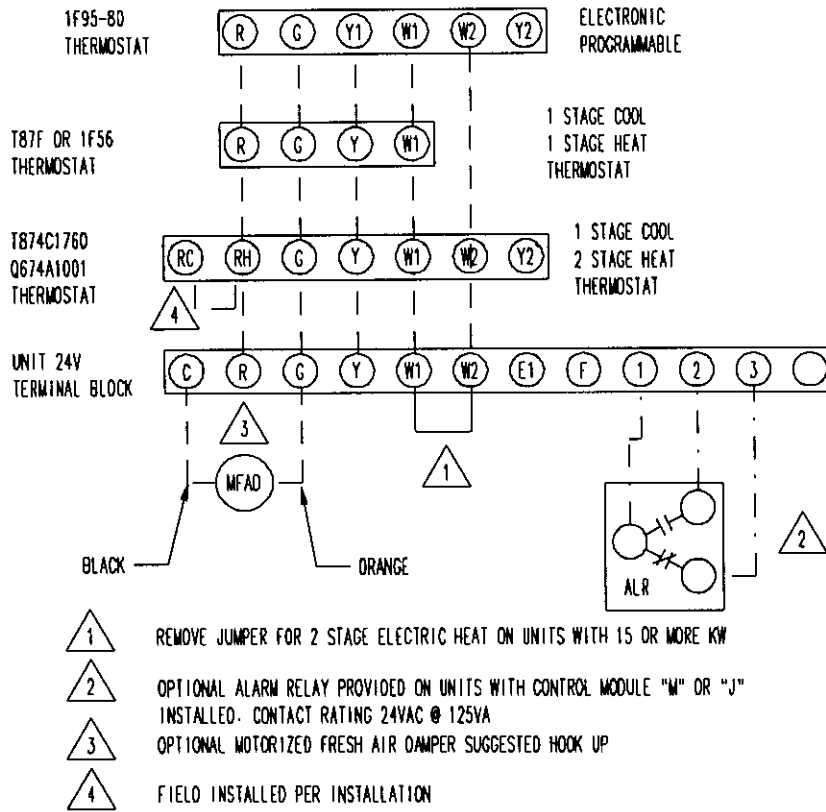 1F95-80
THERMOSTAT
R G Y1 W1 W2 Y2
ELECTRONIC
PROGRAMMABLE
T87F OR 1F56
THERMOSTAT
R G Y W1
1 STAGE COOL
1 STAGE HEAT
THERMOSTAT
T874C1760
Q674A1001
THERMOSTAT
RC RH G Y W1 W2 Y2
1 STAGE COOL
2 STAGE HEAT
THERMOSTAT
4
UNIT 24V
TERMINAL BLOCK
C R G Y W1 W2 E1 F 1 2 3
3
MFAD
1
2
ALR
BLACK
ORANGE
1 REMOVE JUMPER FOR 2 STAGE ELECTRIC HEAT ON UNITS WITH 15 OR MORE KW
2 OPTIONAL ALARM RELAY PROVIDED ON UNITS WITH CONTROL MODULE "M" OR "J"
INSTALLED. CONTACT RATING 24VAC @ 125VA
3 OPTIONAL MOTORIZED FRESH AIR DAMPER SUGGESTED HOOK UP
4 FIELD INSTALLED PER INSTALLATION